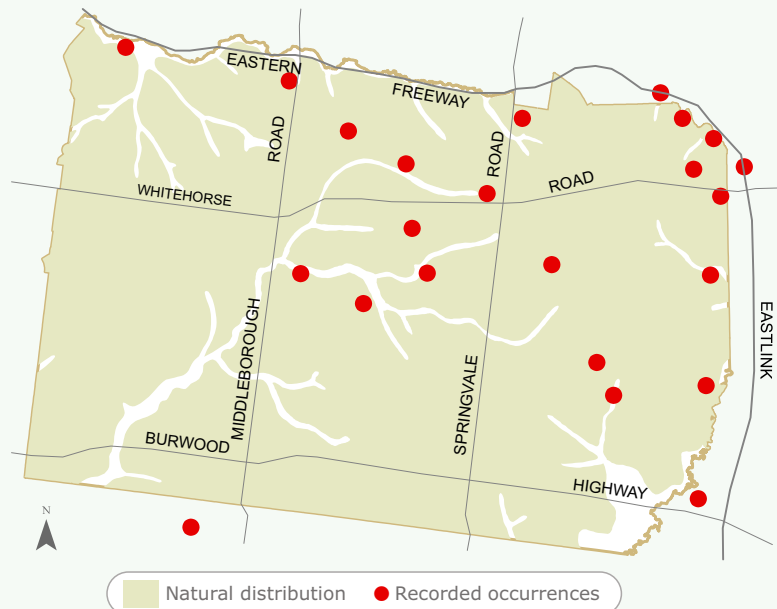 EASTERN
FREEWAY
ROAD
ROAD
WHITEHORSE
ROAD
MIDDLEBOROUGH
EASTLINK
SPRINGVALE
BURWOOD
HIGHWAY
N
Natural distribution
Recorded occurrences